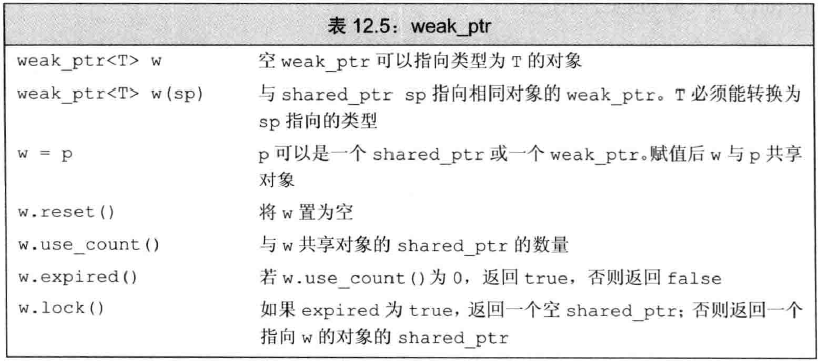 表 12.5：weak_ptr
weak_ptr<T> w 空 weak_ptr 可以指向类型为 T 的对象
weak_ptr<T> w(sp) 与 shared_ptr sp 指向相同对象的 weak_ptr。T 必须能转换为
sp 指向的类型
w = p p 可以是一个 shared_ptr 或一个 weak_ptr。赋值后 w 与 p 共享
对象
w.reset() 将 w 置为空
w.use_count() 与 w 共享对象的 shared_ptr 的数量
w.expired() 若 w.use_count()为 0，返回 true，否则返回 false
w.lock() 如果 expired 为 true，返回一个空 shared_ptr；否则返回一个
指向 w 的对象的 shared_ptr